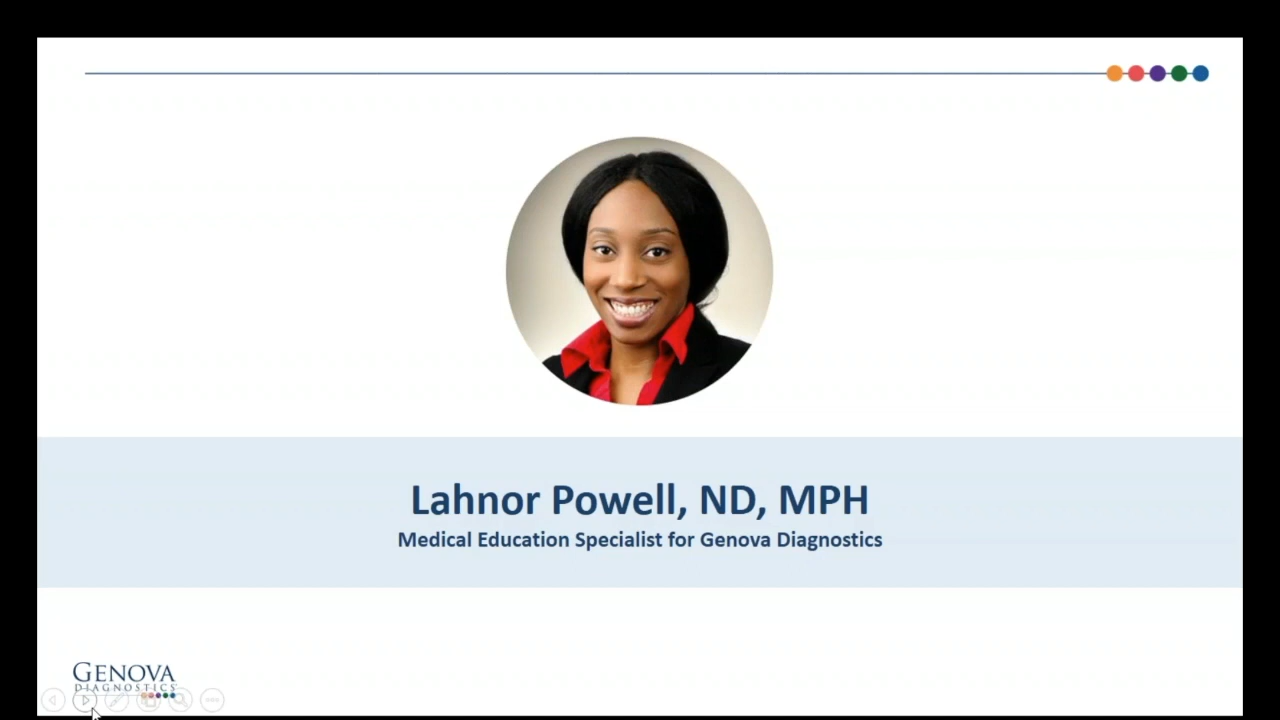 Lahnor Powell, ND, MPH
Medical Education Specialist for Genova Diagnostics
GENOVA
DIAGNOSTICS